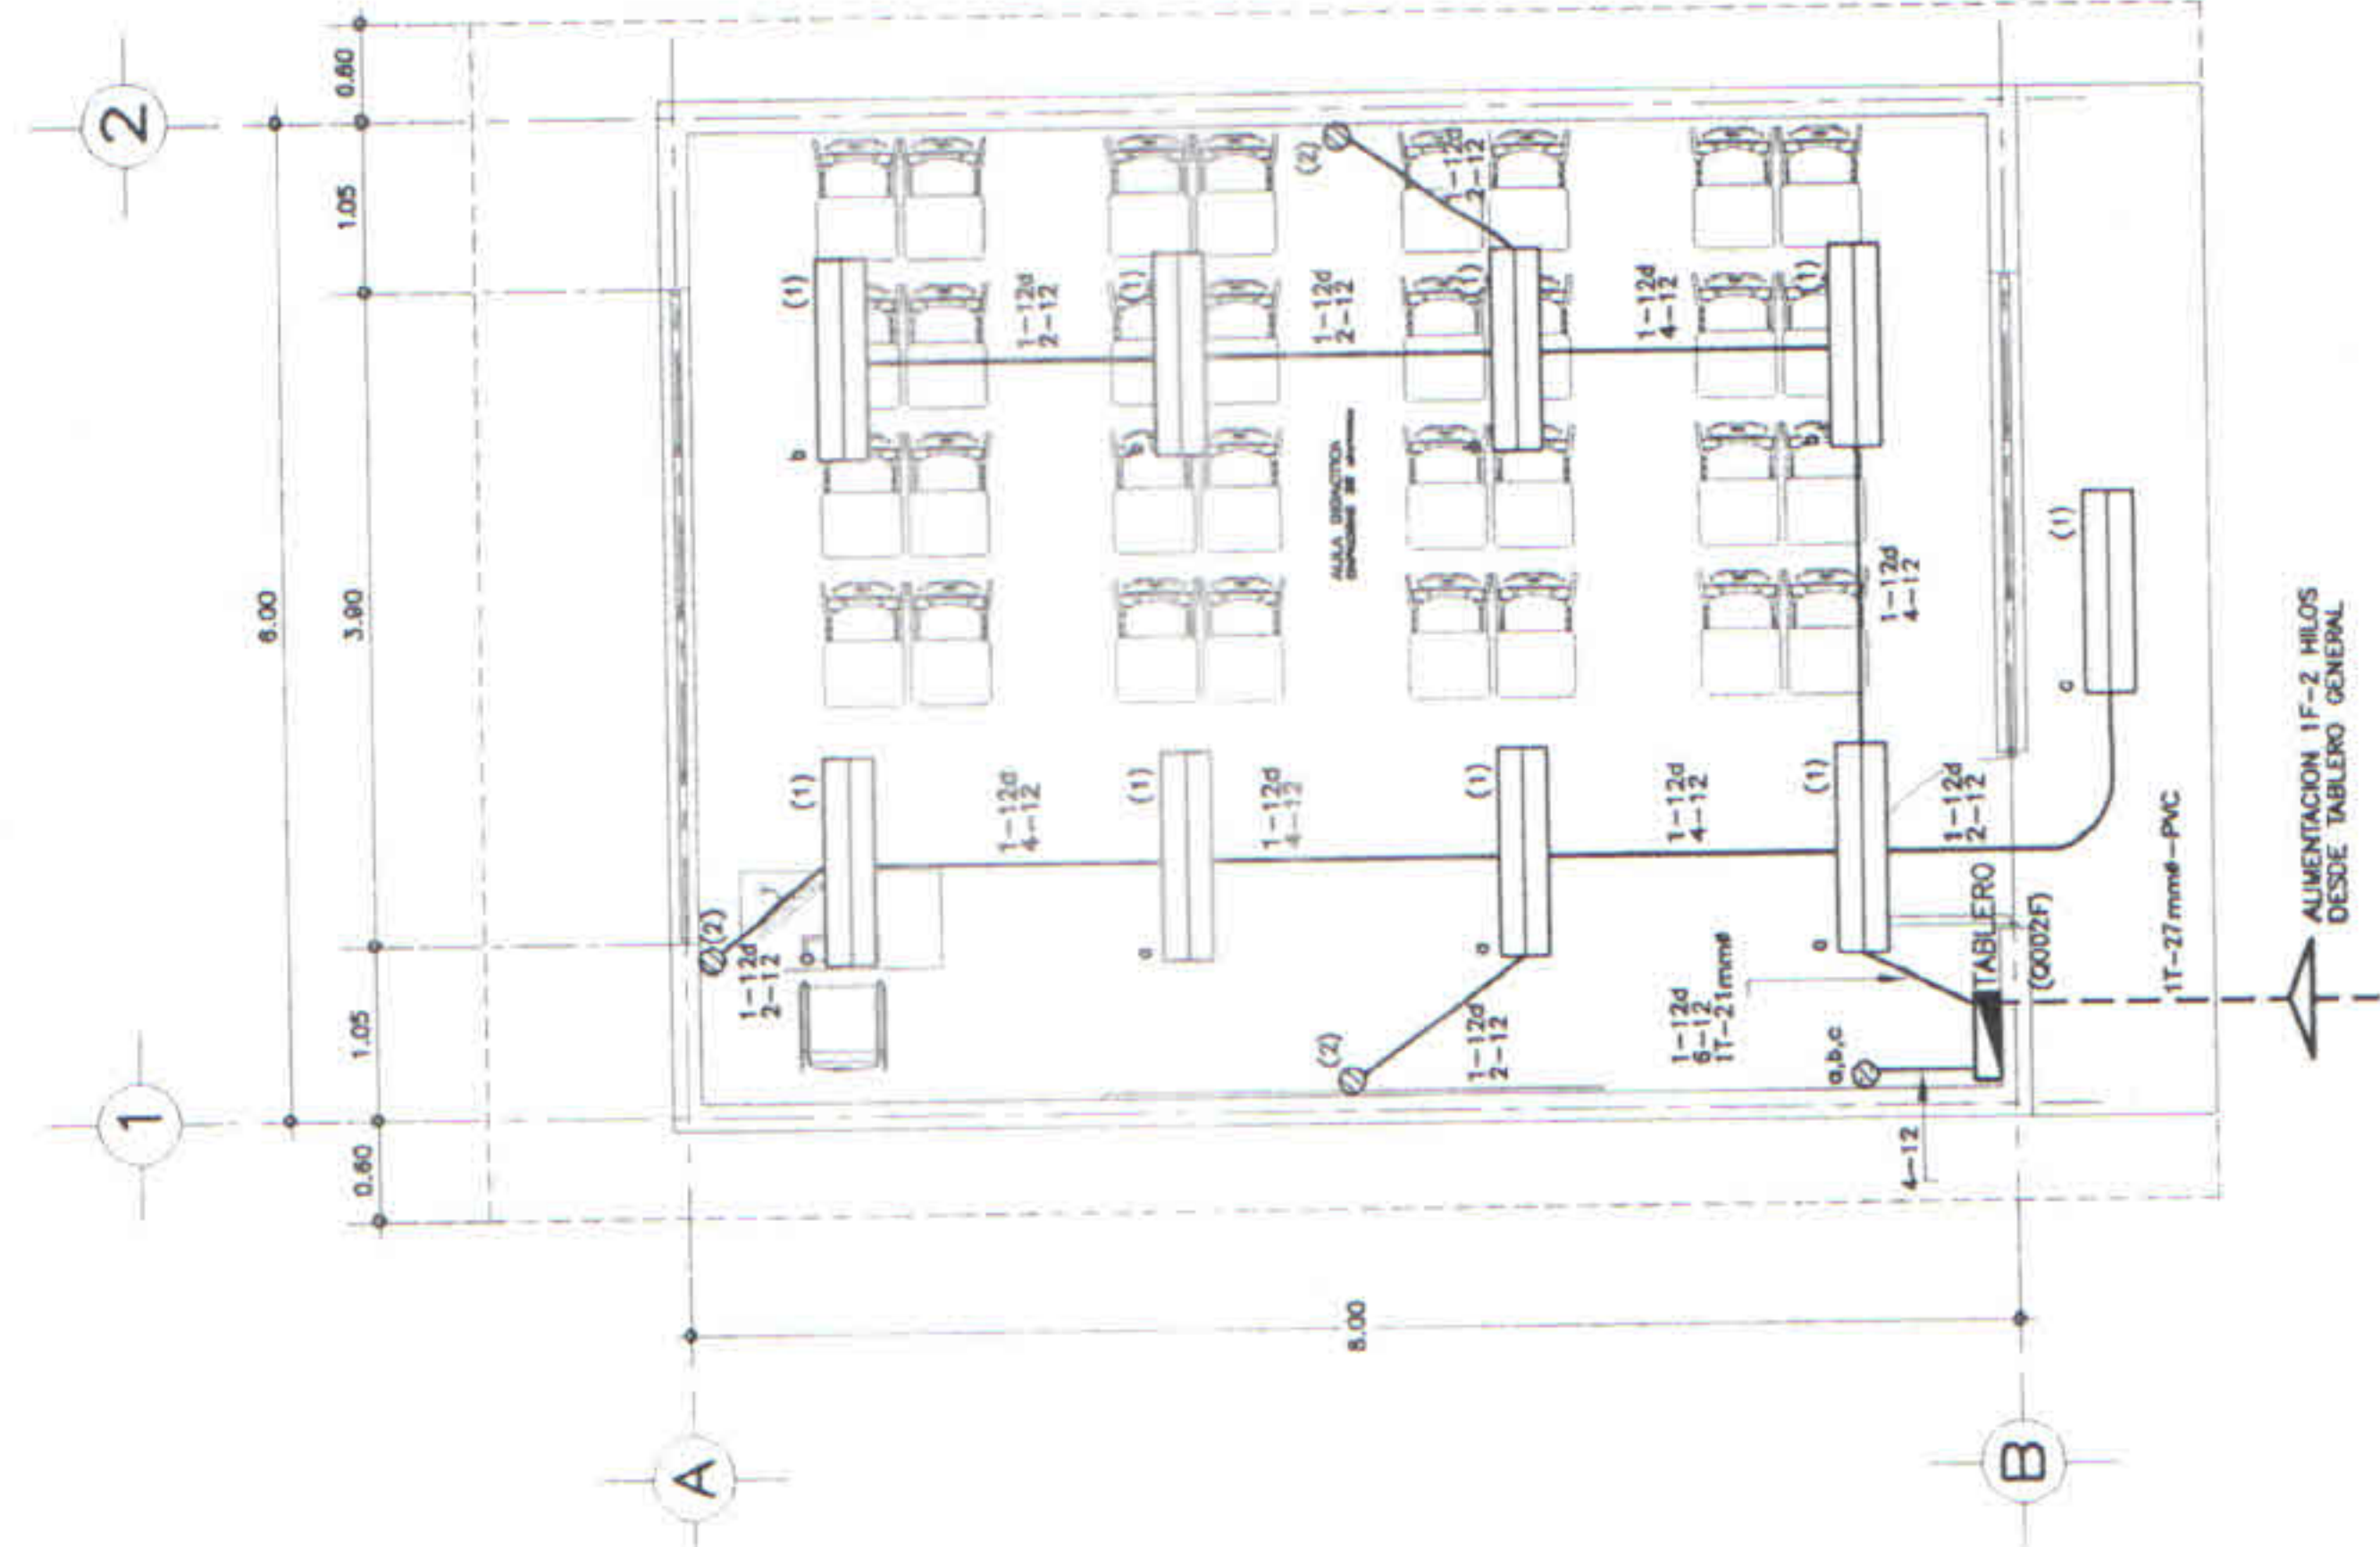 1
2
6.00
0.60
1.05
3.90
1.05
0.60
A
(2)
1-12d
2-12
a
(1)
b
(1)
1-12d
4-12
1-12d
2-12
a
(1)
b
(1)
1-12d
4-12
1-12d
2-12
8.00
(2)
(2)
AULA DIDACTICA
1-12d
2-12
a
(1)
b
(1)
1-12d
2-12
1-12d
6-12
1T-21mmø
1-12d
4-12
1-12d
4-12
a,b,c
a
(1)
b
(1)
4-12
1-12d
4-12
1-12d
2-12
TABLERO
(Q002F)
B
c
(1)
1T-27mmø-PVC
ALIMENTACION 1F-2 HILOS
DESDE TABLERO GENERAL